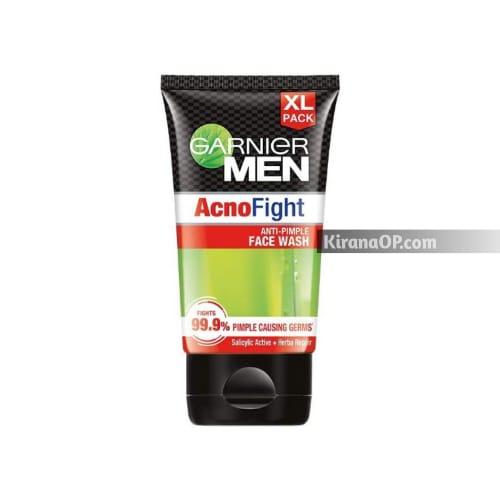 XL
PACK
GARNIER
MEN
AcnoFight
ANTI-PIMPLE
FACE WASH
KiranaOP.com
FIGHTS
99.9% PIMPLE CAUSING GERMS*
Salicylic Active + Herba Repair